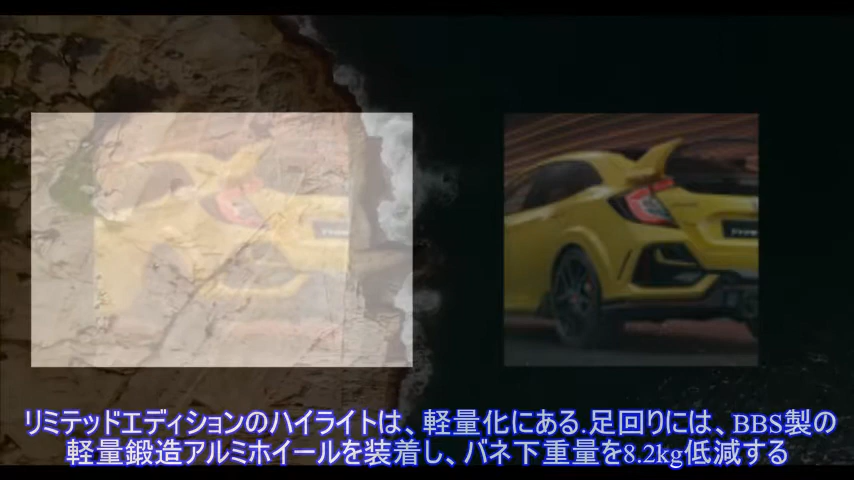 リミテッドエディションのハイライトは、軽量化にある.足回りには、BBS製の
軽量鍛造アルミホイールを装着し、バネ下重量を8.2kg低減する